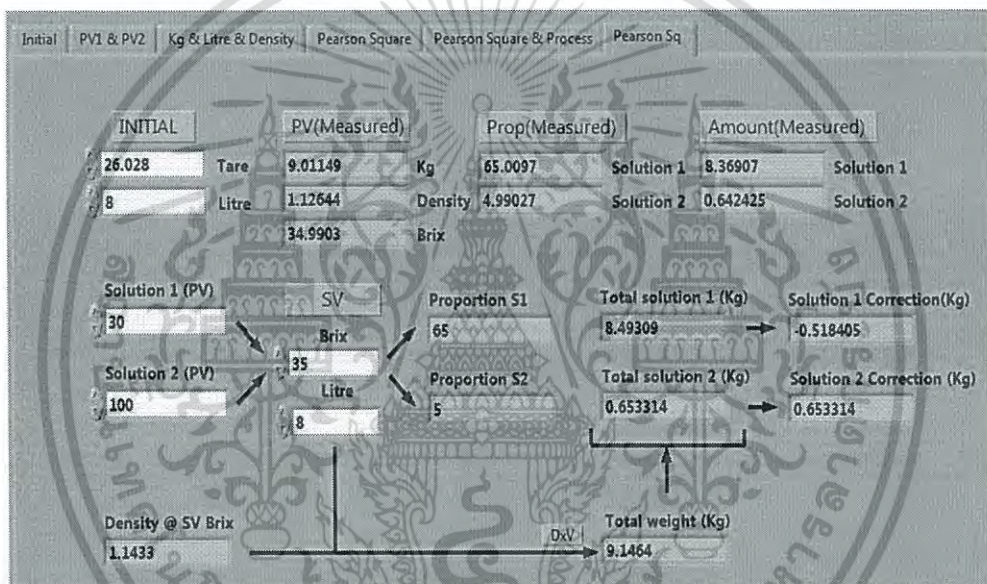 Initial PV1 & PV2 Kg & Litre & Density Pearson Square Pearson Square & Process Pearson Sq
INITIAL PV(Measured) Prop(Measured) Amount(Measured)
26.028 Tare 9.01149 Kg 65.0097 Solution 1 8.36907 Solution 1
8 Litre 1.12644 Density 4.99027 Solution 2 0.642425 Solution 2
34.9903 Brix
Solution 1 (PV) SV Proportion S1 Total solution 1 (Kg) Solution 1 Correction(Kg)
30 Brix 65 8.49309 -0.518405
35
Solution 2 (PV) Litre Proportion S2 Total solution 2 (Kg) Solution 2 Correction (Kg)
100 8 5 0.653314 0.653314
Density @ SV Brix DxV Total weight (Kg)
1.1433 9.1464